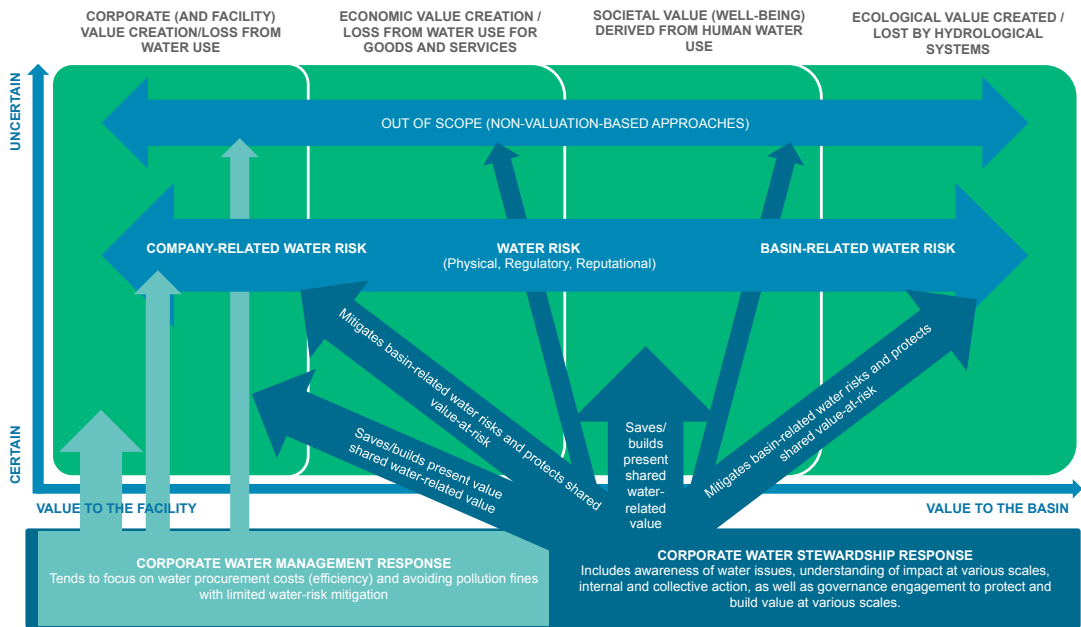 CORPORATE (AND FACILITY)
VALUE CREATION/LOSS FROM
WATER USE
ECONOMIC VALUE CREATION /
LOSS FROM WATER USE FOR
GOODS AND SERVICES
SOCIETAL VALUE (WELL-BEING)
DERIVED FROM HUMAN WATER
USE
ECOLOGICAL VALUE CREATED /
LOST BY HYDROLOGICAL
SYSTEMS
UNCERTAIN
OUT OF SCOPE (NON-VALUATION-BASED APPROACHES)
COMPANY-RELATED WATER RISK
WATER RISK
(Physical, Regulatory, Reputational)
BASIN-RELATED WATER RISK
Mitigates basin-related water risks and protects shared
value-at-risk
Saves/builds present value
shared water-related value
Saves/
builds
present
shared
water-
related
value
Mitigates basin-related water risks and protects
shared value-at-risk
CERTAIN
VALUE TO THE FACILITY
VALUE TO THE BASIN
CORPORATE WATER MANAGEMENT RESPONSE
Tends to focus on water procurement costs (efficiency) and avoiding pollution fines
with limited water-risk mitigation
CORPORATE WATER STEWARDSHIP RESPONSE
Includes awareness of water issues, understanding of impact at various scales,
internal and collective action, as well as governance engagement to protect and
build value at various scales.